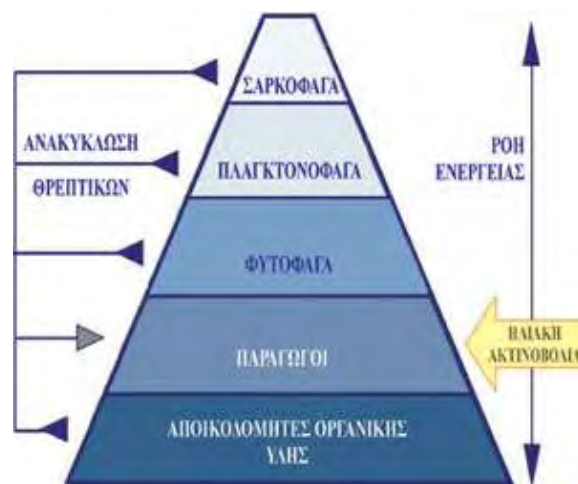 ΣΑΡΚΟΦΑΓΑ
ΑΝΑΚΥΚΛΩΣΗ
ΘΡΕΠΤΙΚΩΝ
ΠΛΑΓΚΤΟΝΟΦΑΓΑ
ΡΟΗ
ΕΝΕΡΓΕΙΑΣ
ΦΥΤΟΦΑΓΑ
ΠΑΡΑΓΩΓΟΙ
ΗΛΙΑΚΗ
ΑΚΤΙΝΟΒΟΛΙΑ
ΑΠΟΙΚΟΔΟΜΗΤΕΣ ΟΡΓΑΝΙΚΗΣ
ΥΛΗΣ